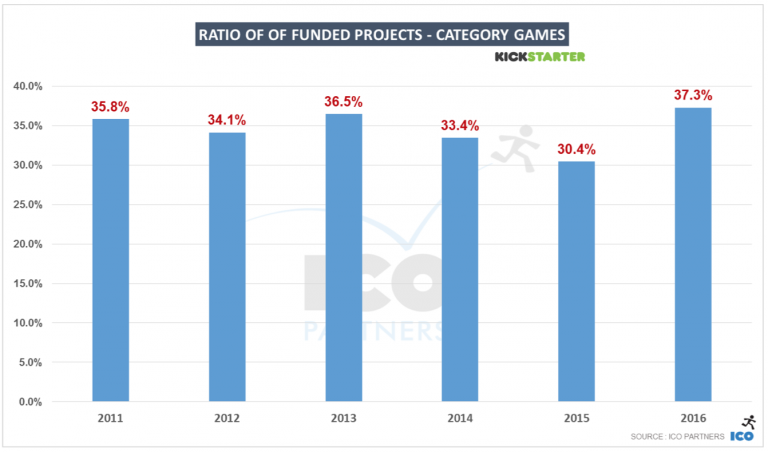 RATIO OF OF FUNDED PROJECTS - CATEGORY GAMES
KICKSTARTER
40.0%
35.0%
30.0%
25.0%
20.0%
15.0%
10.0%
5.0%
0.0%
35.8%
34.1%
36.5%
33.4%
30.4%
37.3%
ICO
PARTNERS
2011 2012 2013 2014 2015 2016
SOURCE : ICO PARTNERS ICO